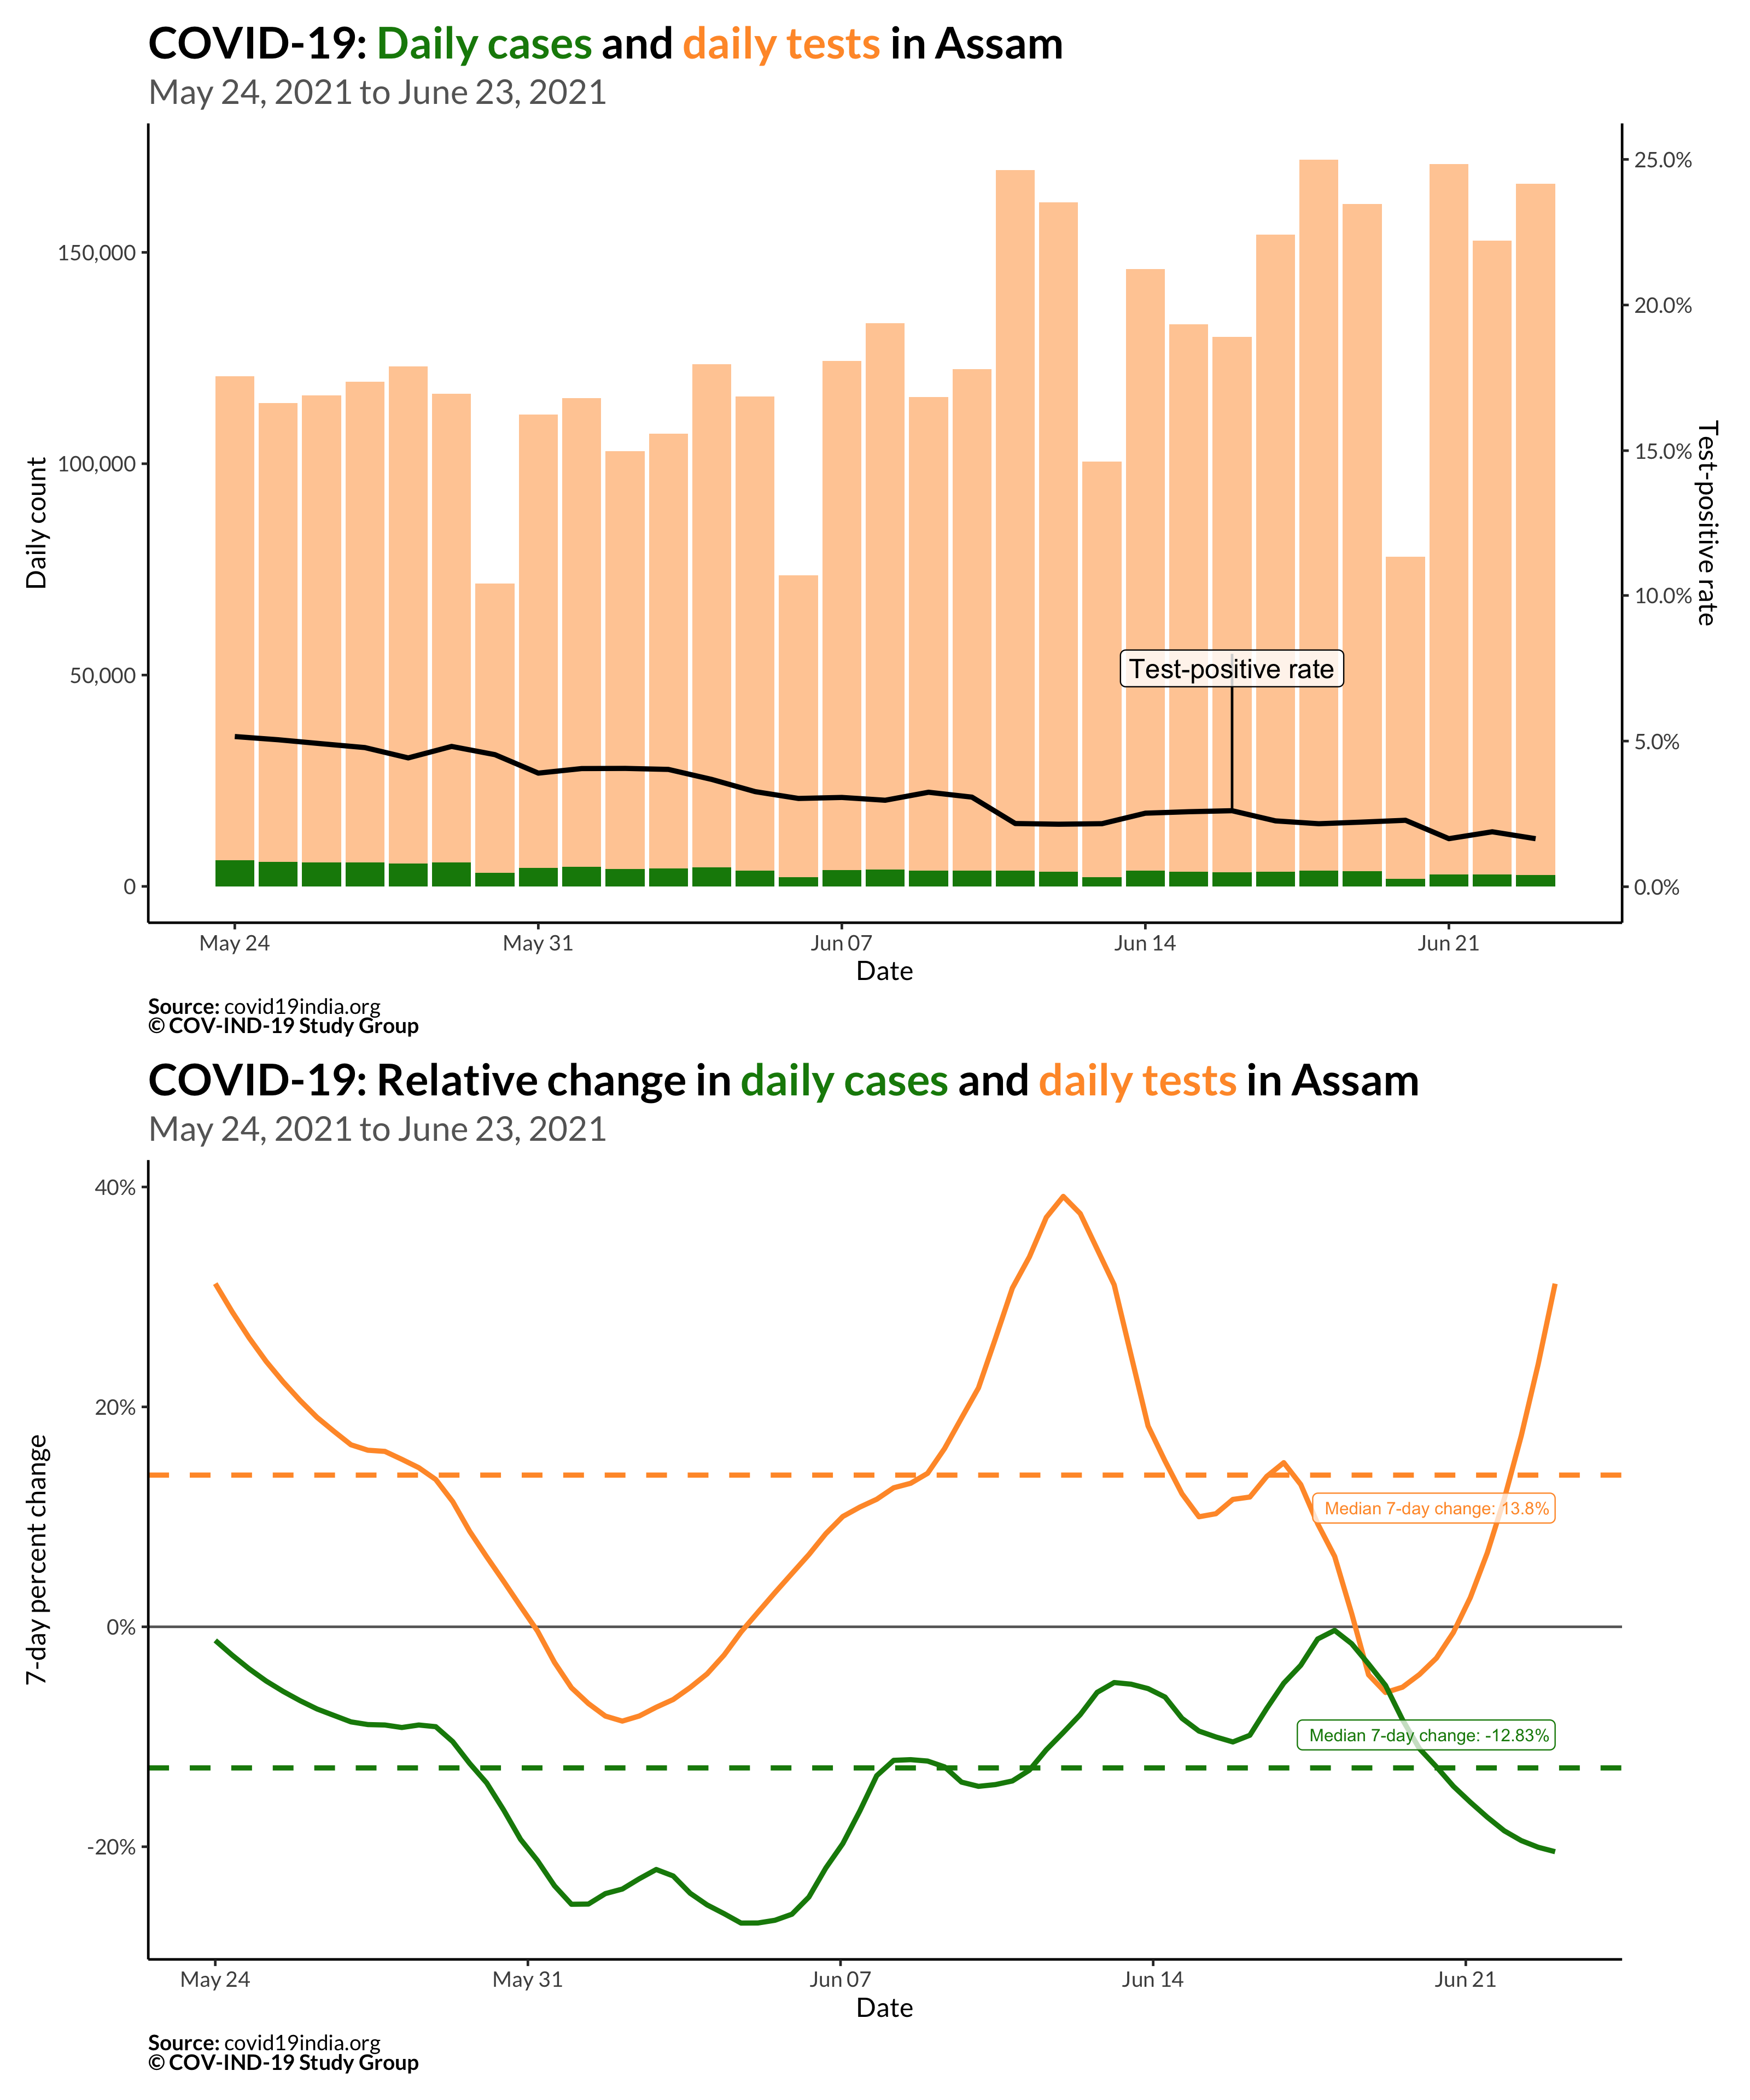 COVID-19: Daily cases and daily tests in Assam
May 24, 2021 to June 23, 2021
Daily count
150,000
100,000
50,000
0
25.0%
20.0%
15.0%
10.0%
5.0%
0.0%
Test-positive rate
Test-positive rate
May 24
May 31
Jun 07
Jun 14
Jun 21
Date
Source: covid19india.org
© COV-IND-19 Study Group
COVID-19: Relative change in daily cases and daily tests in Assam
May 24, 2021 to June 23, 2021
7-day percent change
40%
20%
0%
-20%
Median 7-day change: 13.8%
Median 7-day change: -12.83%
May 24
May 31
Jun 07
Jun 14
Jun 21
Date
Source: covid19india.org
© COV-IND-19 Study Group